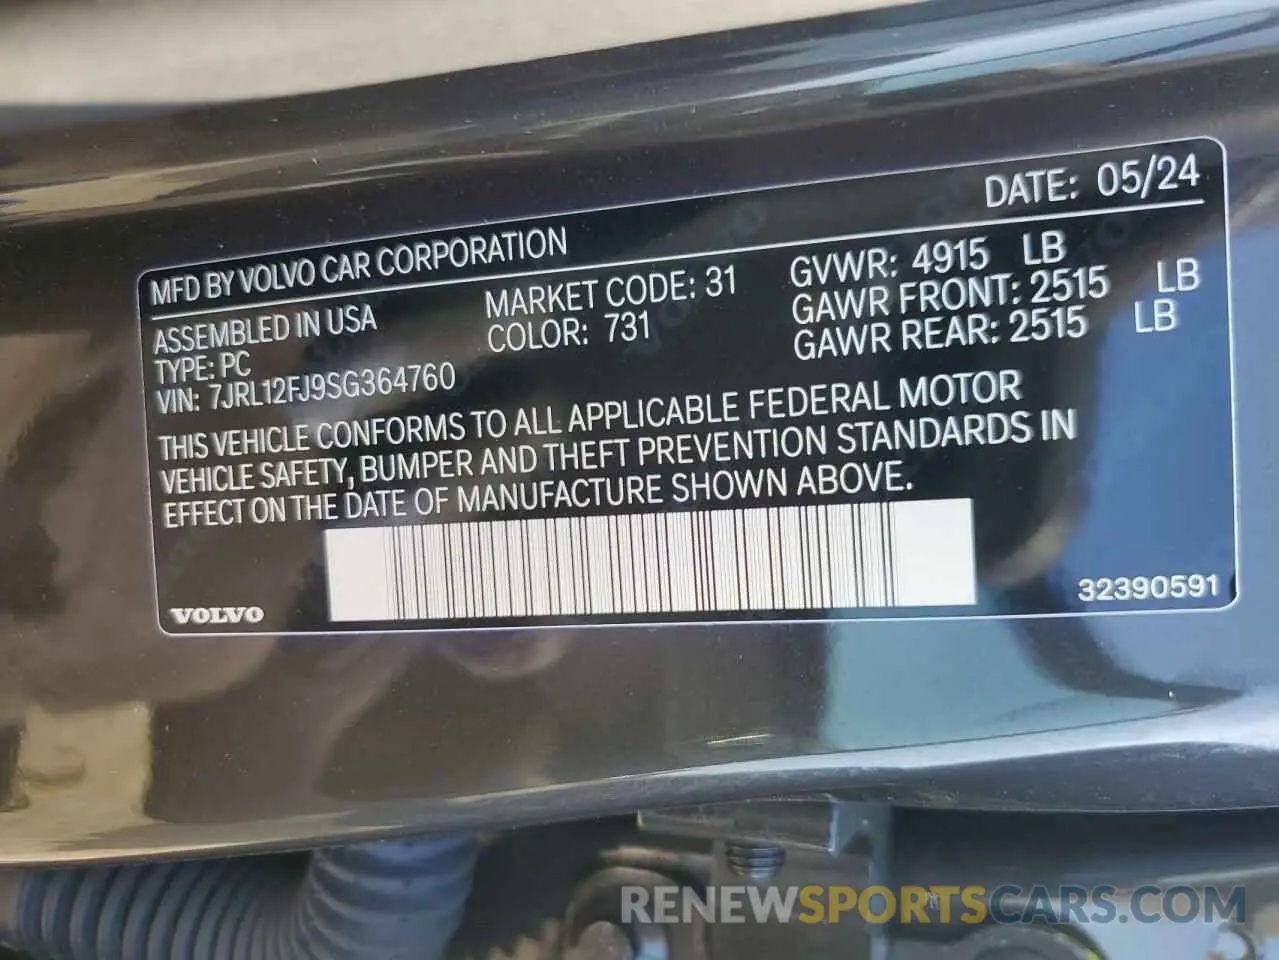 DATE: 05/24
MFD BY VOLVO CAR CORPORATION
ASSEMBLED IN USA
TYPE: PC
VIN: 7JRL12FJ9SG364760
MARKET CODE: 31
COLOR: 731
GVWR: 4915 LB
GAWR FRONT: 2515 LB
GAWR REAR: 2515 LB
THIS VEHICLE CONFORMS TO ALL APPLICABLE FEDERAL MOTOR
VEHICLE SAFETY, BUMPER AND THEFT PREVENTION STANDARDS IN
EFFECT ON THE DATE OF MANUFACTURE SHOWN ABOVE.
VOLVO
32390591
RENEWSPORTSCARS.COM